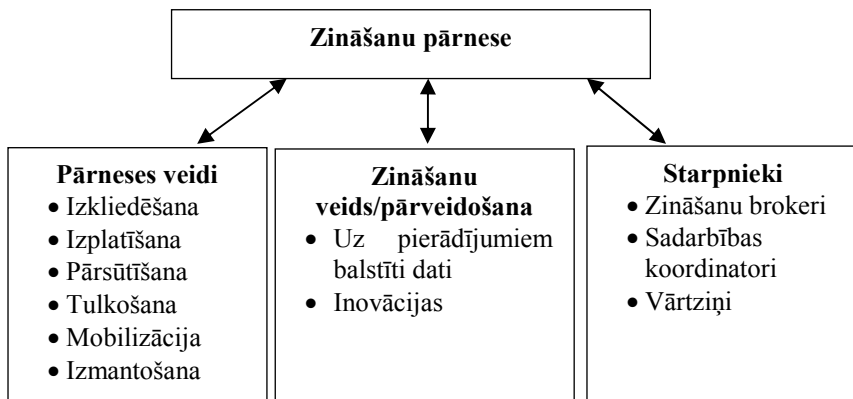 Zināšanu pārnese
Pārneses veidi
• Izkliedēšana
• Izplatīšana
• Pārsūtīšana
• Tulkošana
• Mobilizācija
• Izmantošana
Zināšanu
veids/pārveidošana
• Uz pierādījumiem
balstīti dati
• Inovācijas
Starpnieki
• Zināšanu brokeri
• Sadarbības
koordinatori
• Vārtziņi